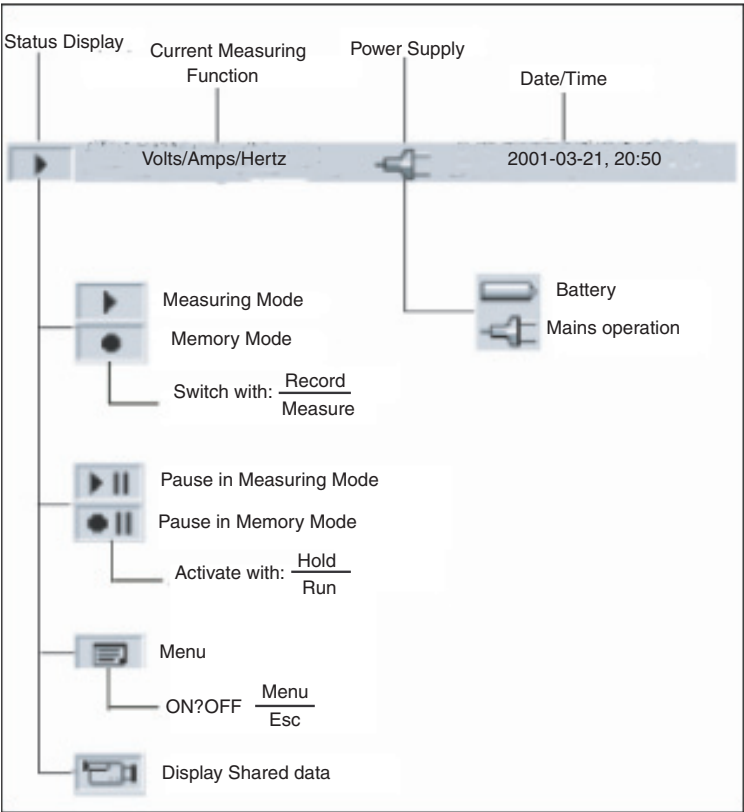 Status Display
Current Measuring
Function
Power Supply
Date/Time
Volts/Amps/Hertz
2001-03-21, 20:50
Measuring Mode
Memory Mode
Switch with: Record
Measure
Battery
Mains operation
Pause in Measuring Mode
Pause in Memory Mode
Activate with: Hold
Run
Menu
ON?OFF Menu
Esc
Display Shared data